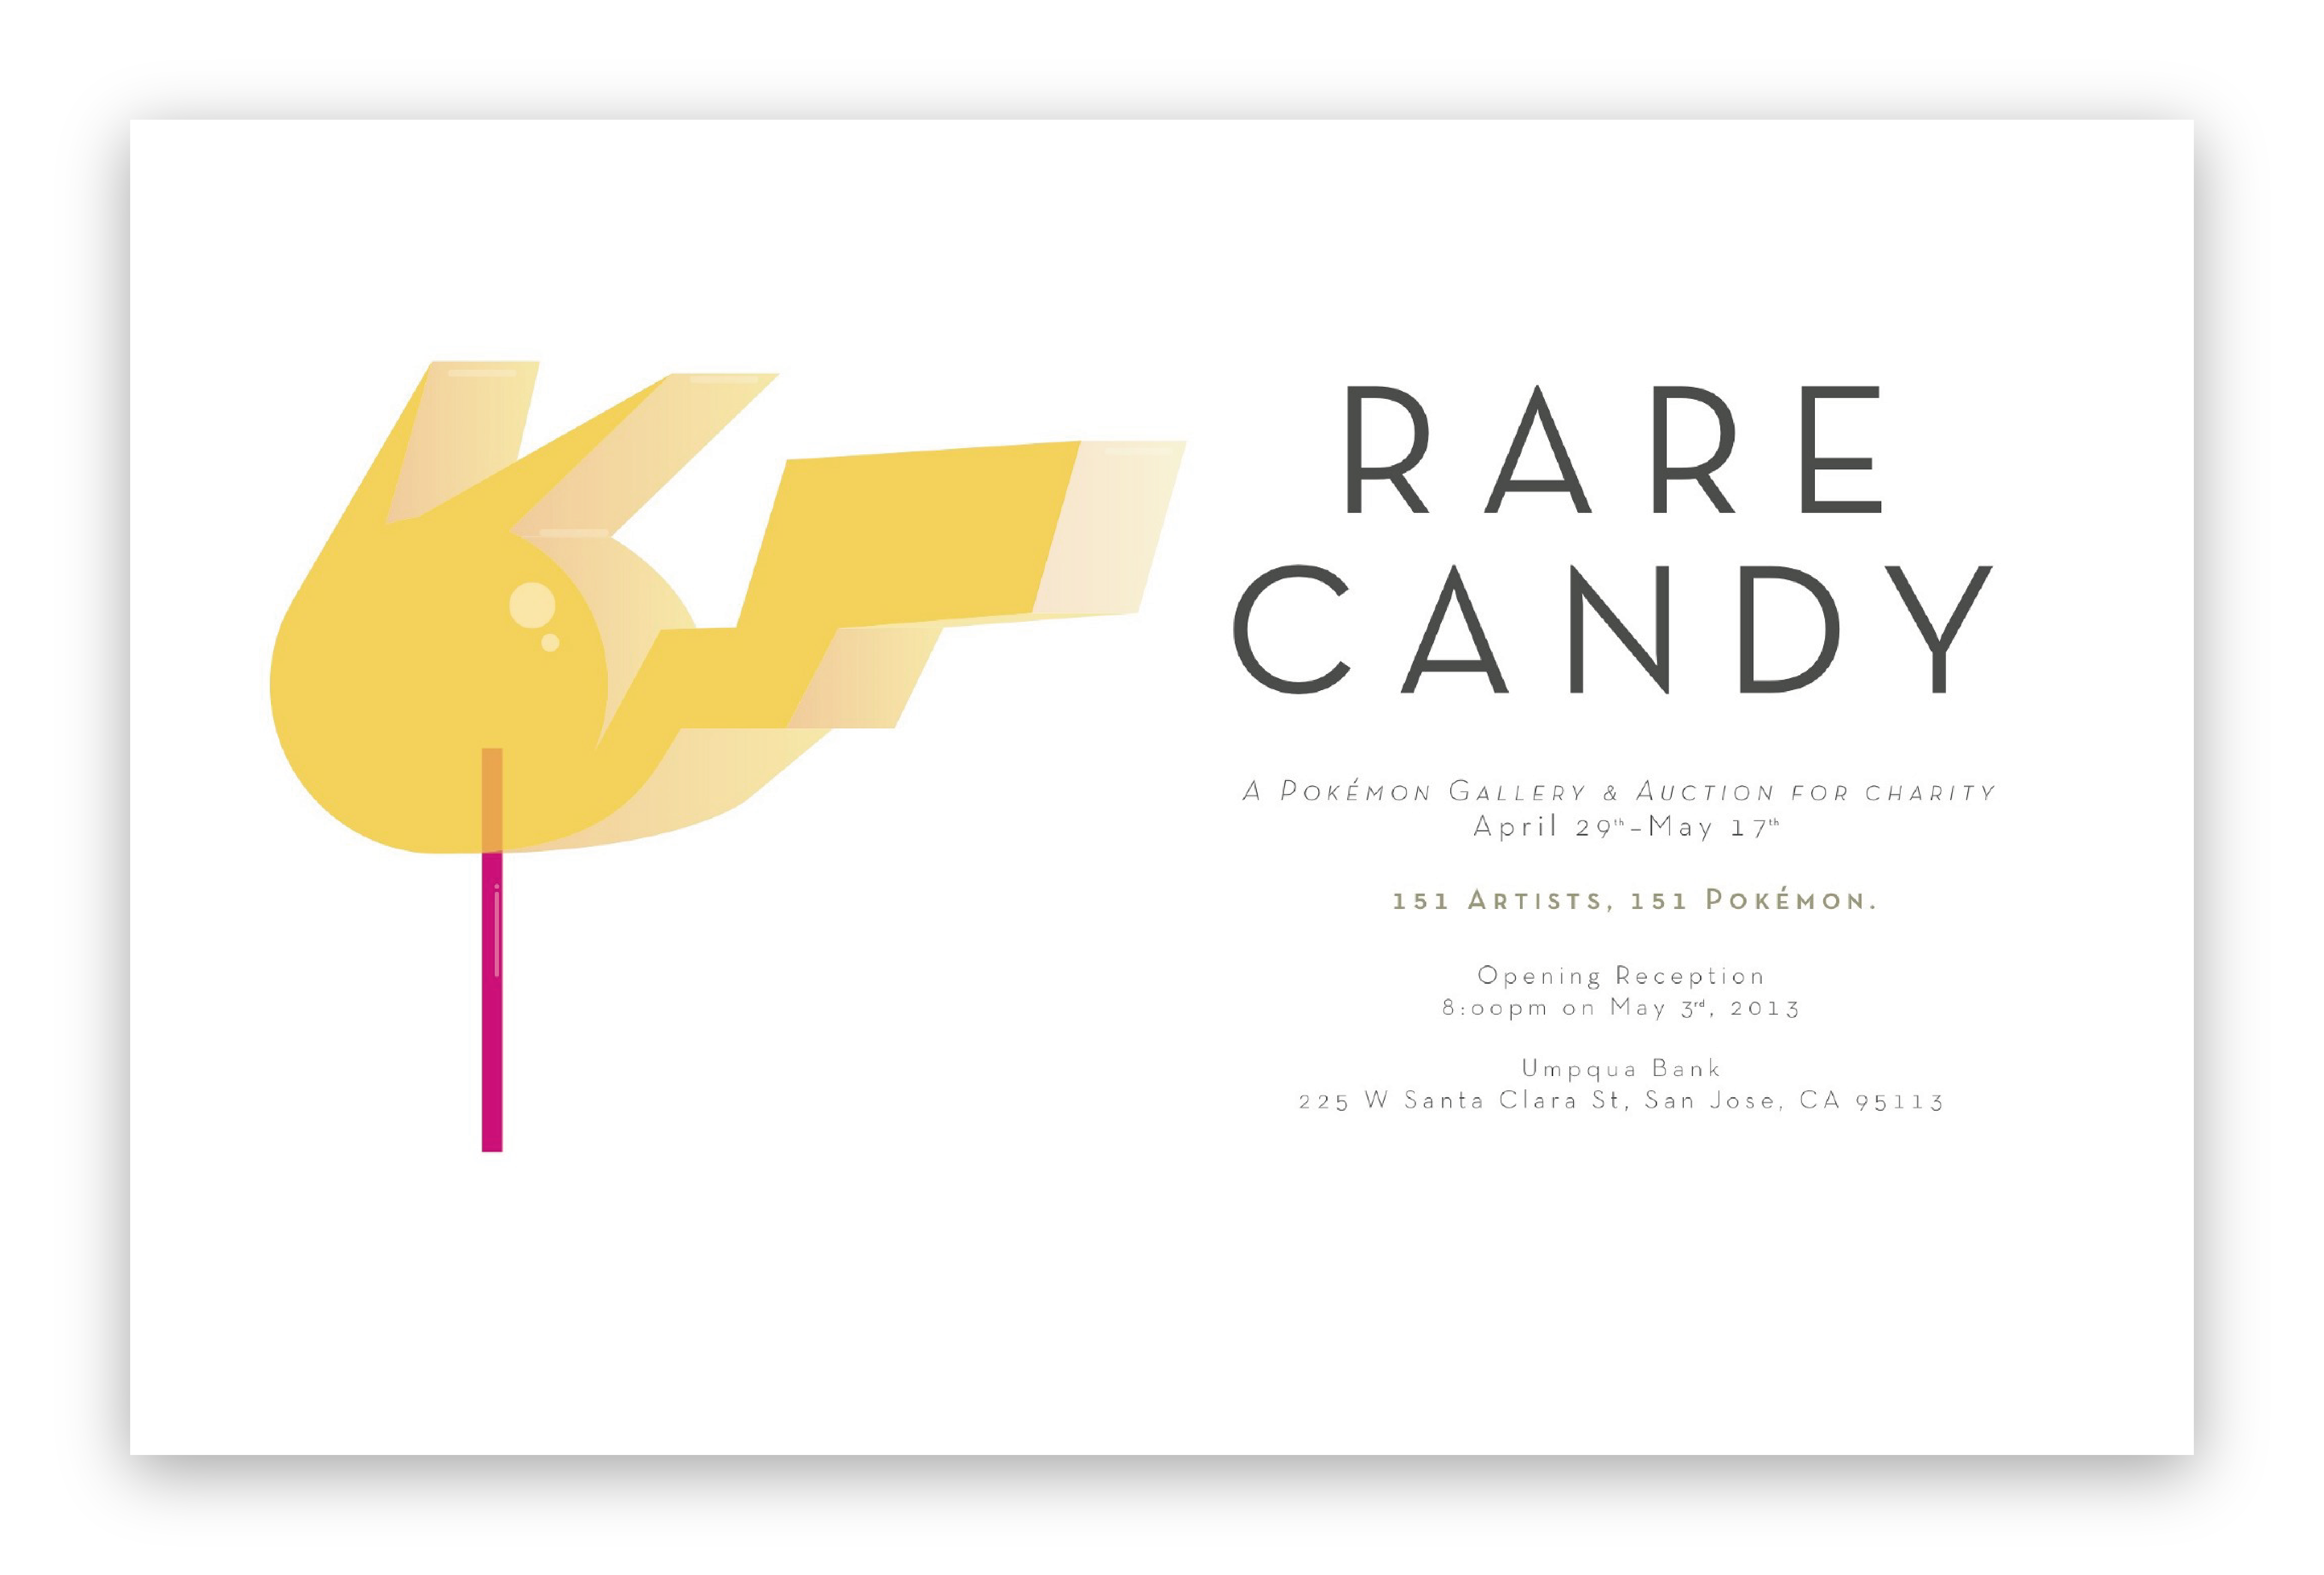 RARE
CANDY
A Pokémon Gallery & Auction for charity
April 29th–May 17th
151 Artists, 151 Pokémon.
Opening Reception
8:00pm on May 3rd, 2013
Umpqua Bank
225 W Santa Clara St, San Jose, CA 95113